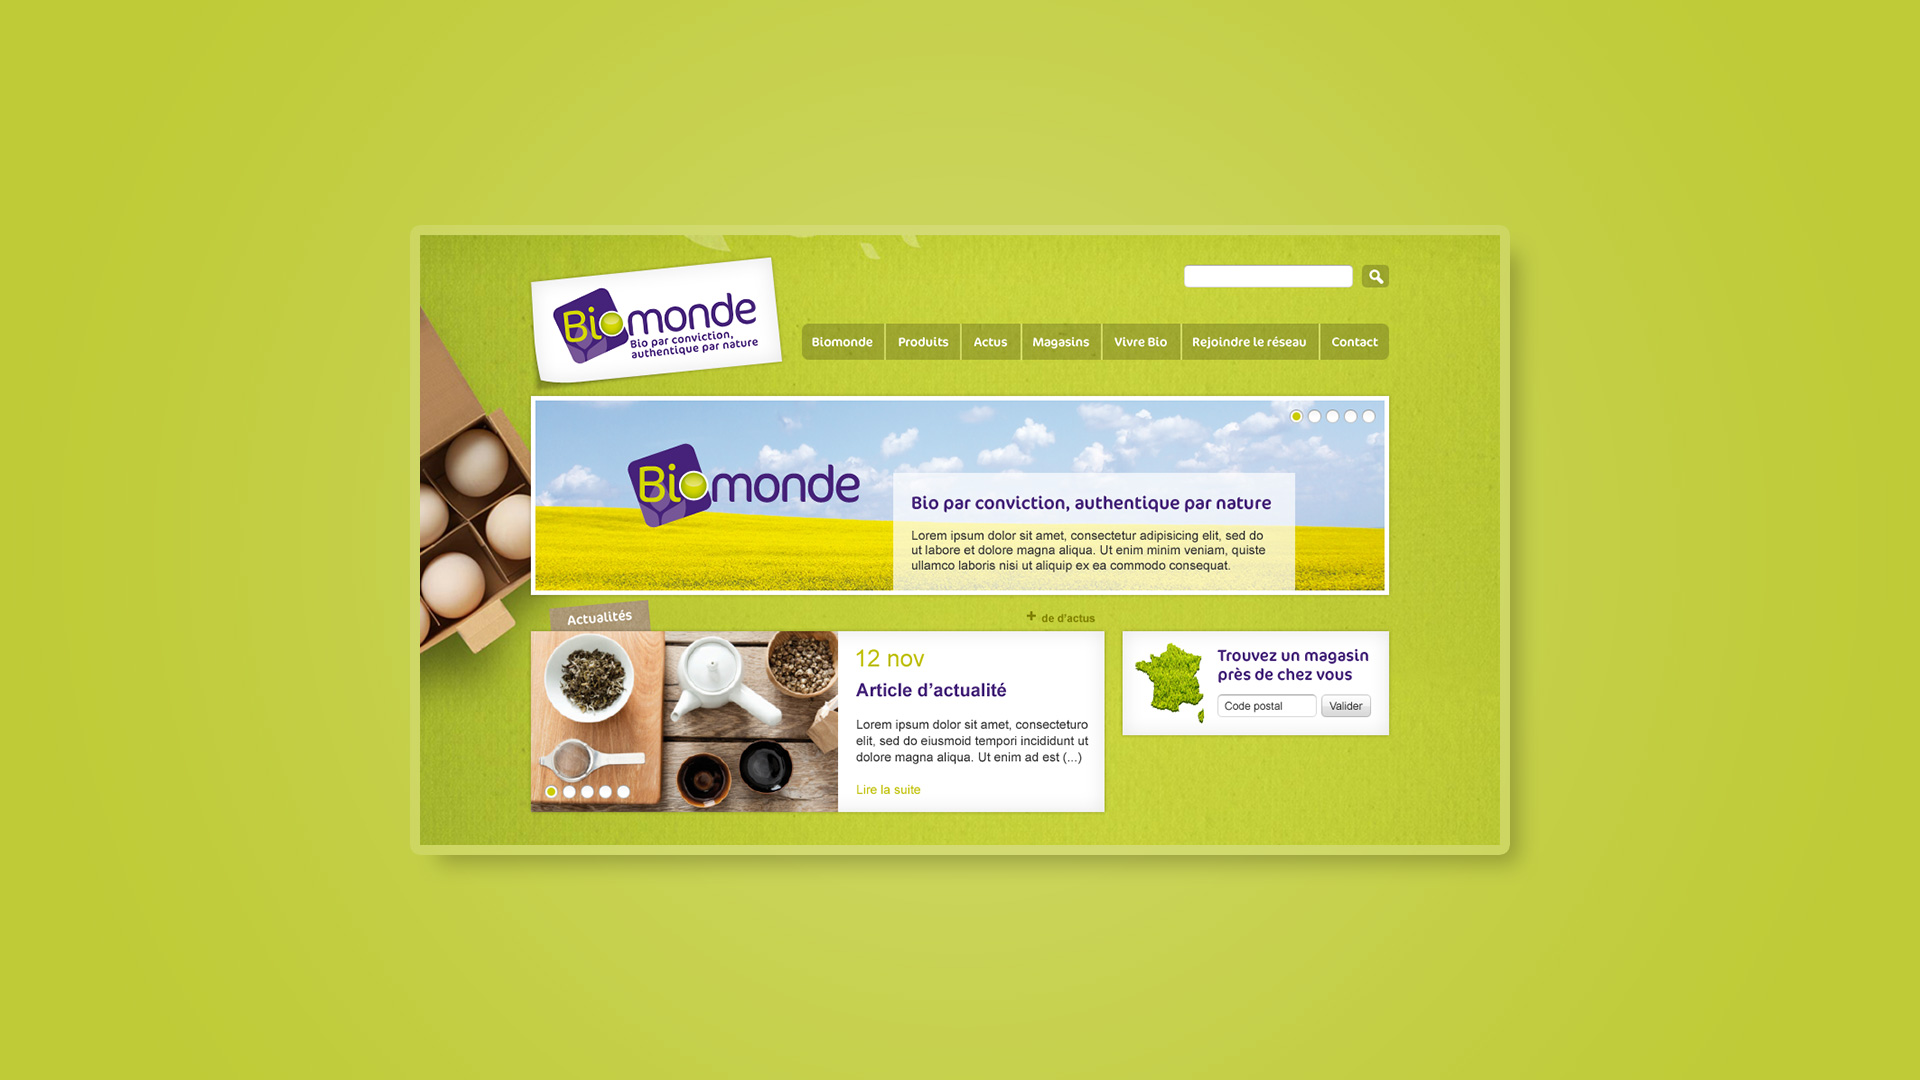 Biomonde
Bio par conviction,
authentique par nature
Biomonde Produits Actus Magasins Vivre Bio Rejoindre le réseau Contact
Biomonde
Bio par conviction, authentique par nature
Lorem ipsum dolor sit amet, consectetur adipisicing elit, sed do
ut labore et dolore magna aliqua. Ut enim minim veniam, quiste
ullamco laboris nisi ut aliquip ex ea commodo consequat.
Actualités
+ de d’actus
12 nov
Article d’actualité
Lorem ipsum dolor sit amet, consecteturo
elit, sed do eiusmoid tempori incididunt ut
dolore magna aliqua. Ut enim ad est (...)
Lire la suite
Trouvez un magasin
près de chez vous
Code postal Valider